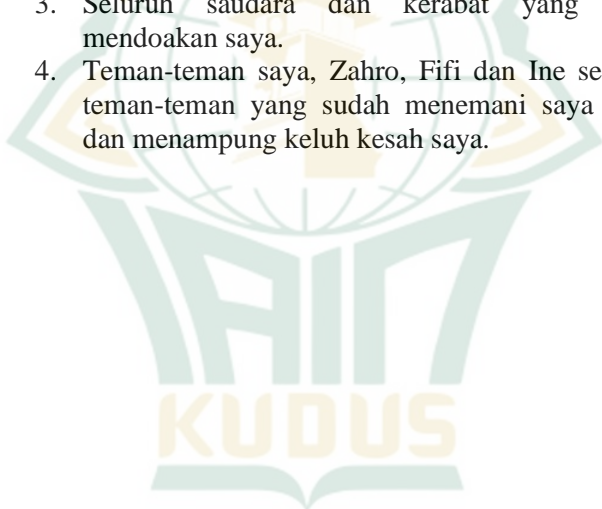 3. Seluruh saudara dan kerabat yang
mendoakan saya.
4. Teman-teman saya, Zahro, Fifi dan Ine se
teman-teman yang sudah menemani saya
dan menampung keluh kesah saya.
IAIN
KUDUS